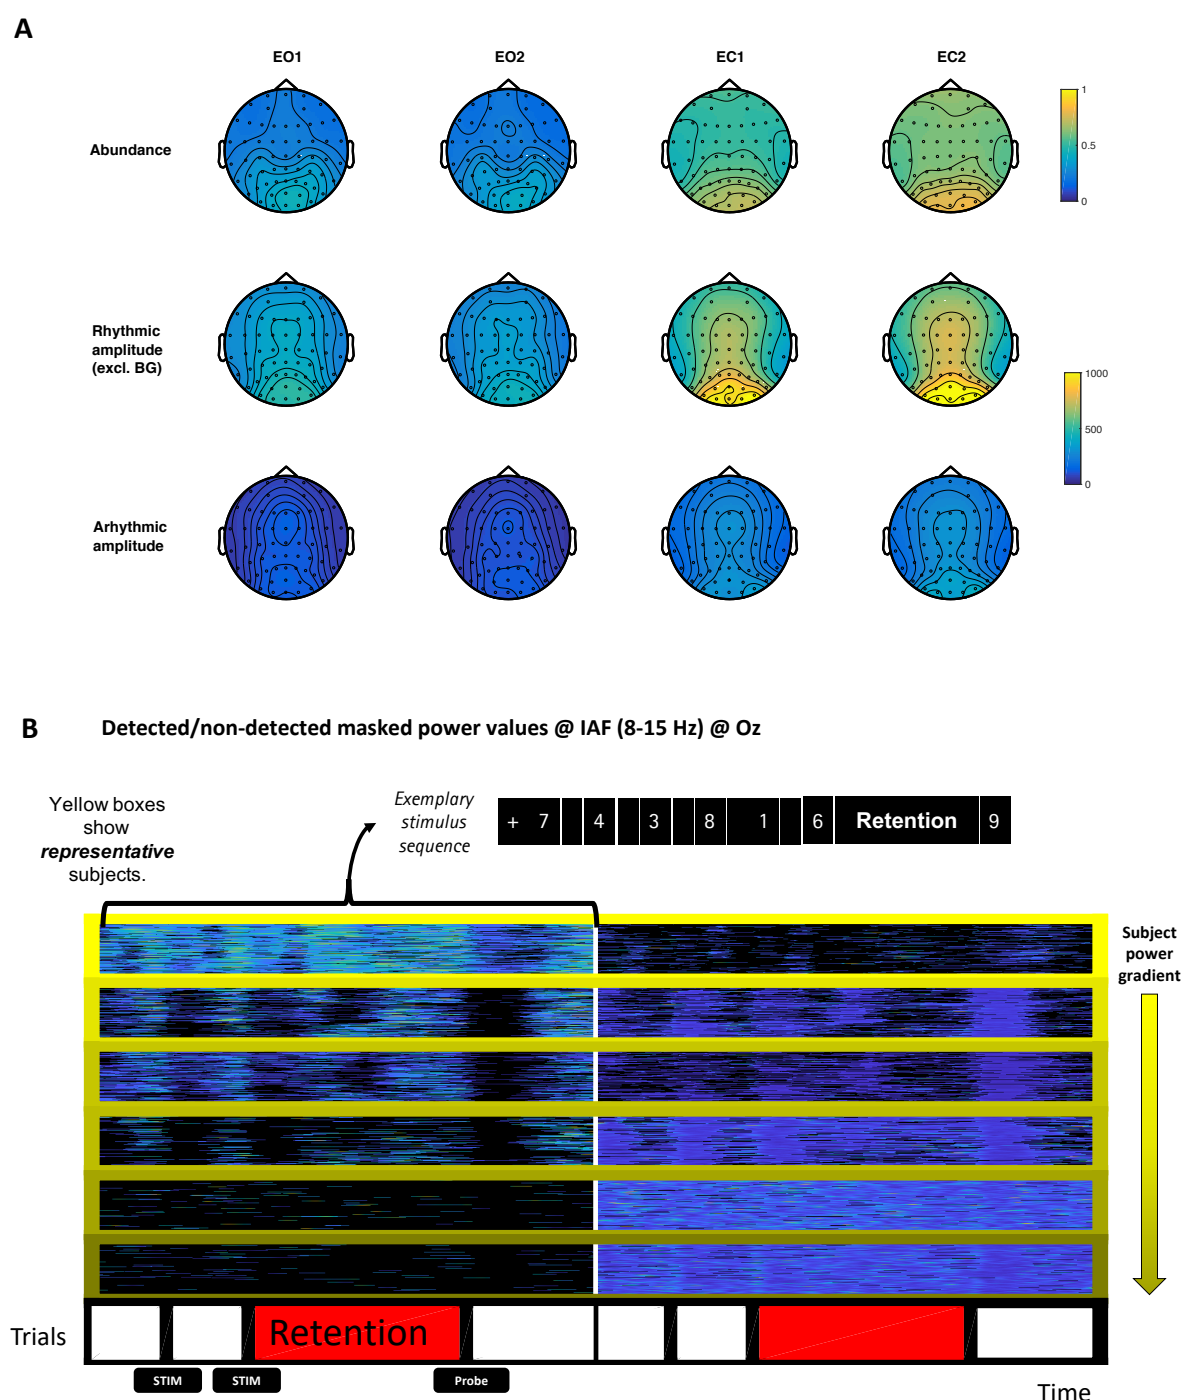 A
EO1 EO2 EC1 EC2
Abundance
1
0.5
0
Rhythmic
amplitude
(excl. BG)
1000
500
0
Arhythmic
amplitude
B Detected/non-detected masked power values @ IAF (8-15 Hz) @ Oz
Yellow boxes
show
representative
subjects.
Exemplary
stimulus
sequence
+ 7 4 3 8 1 6 Retention 9
Subject
power
gradient
Trials
Retention
STIM STIM Probe
Time